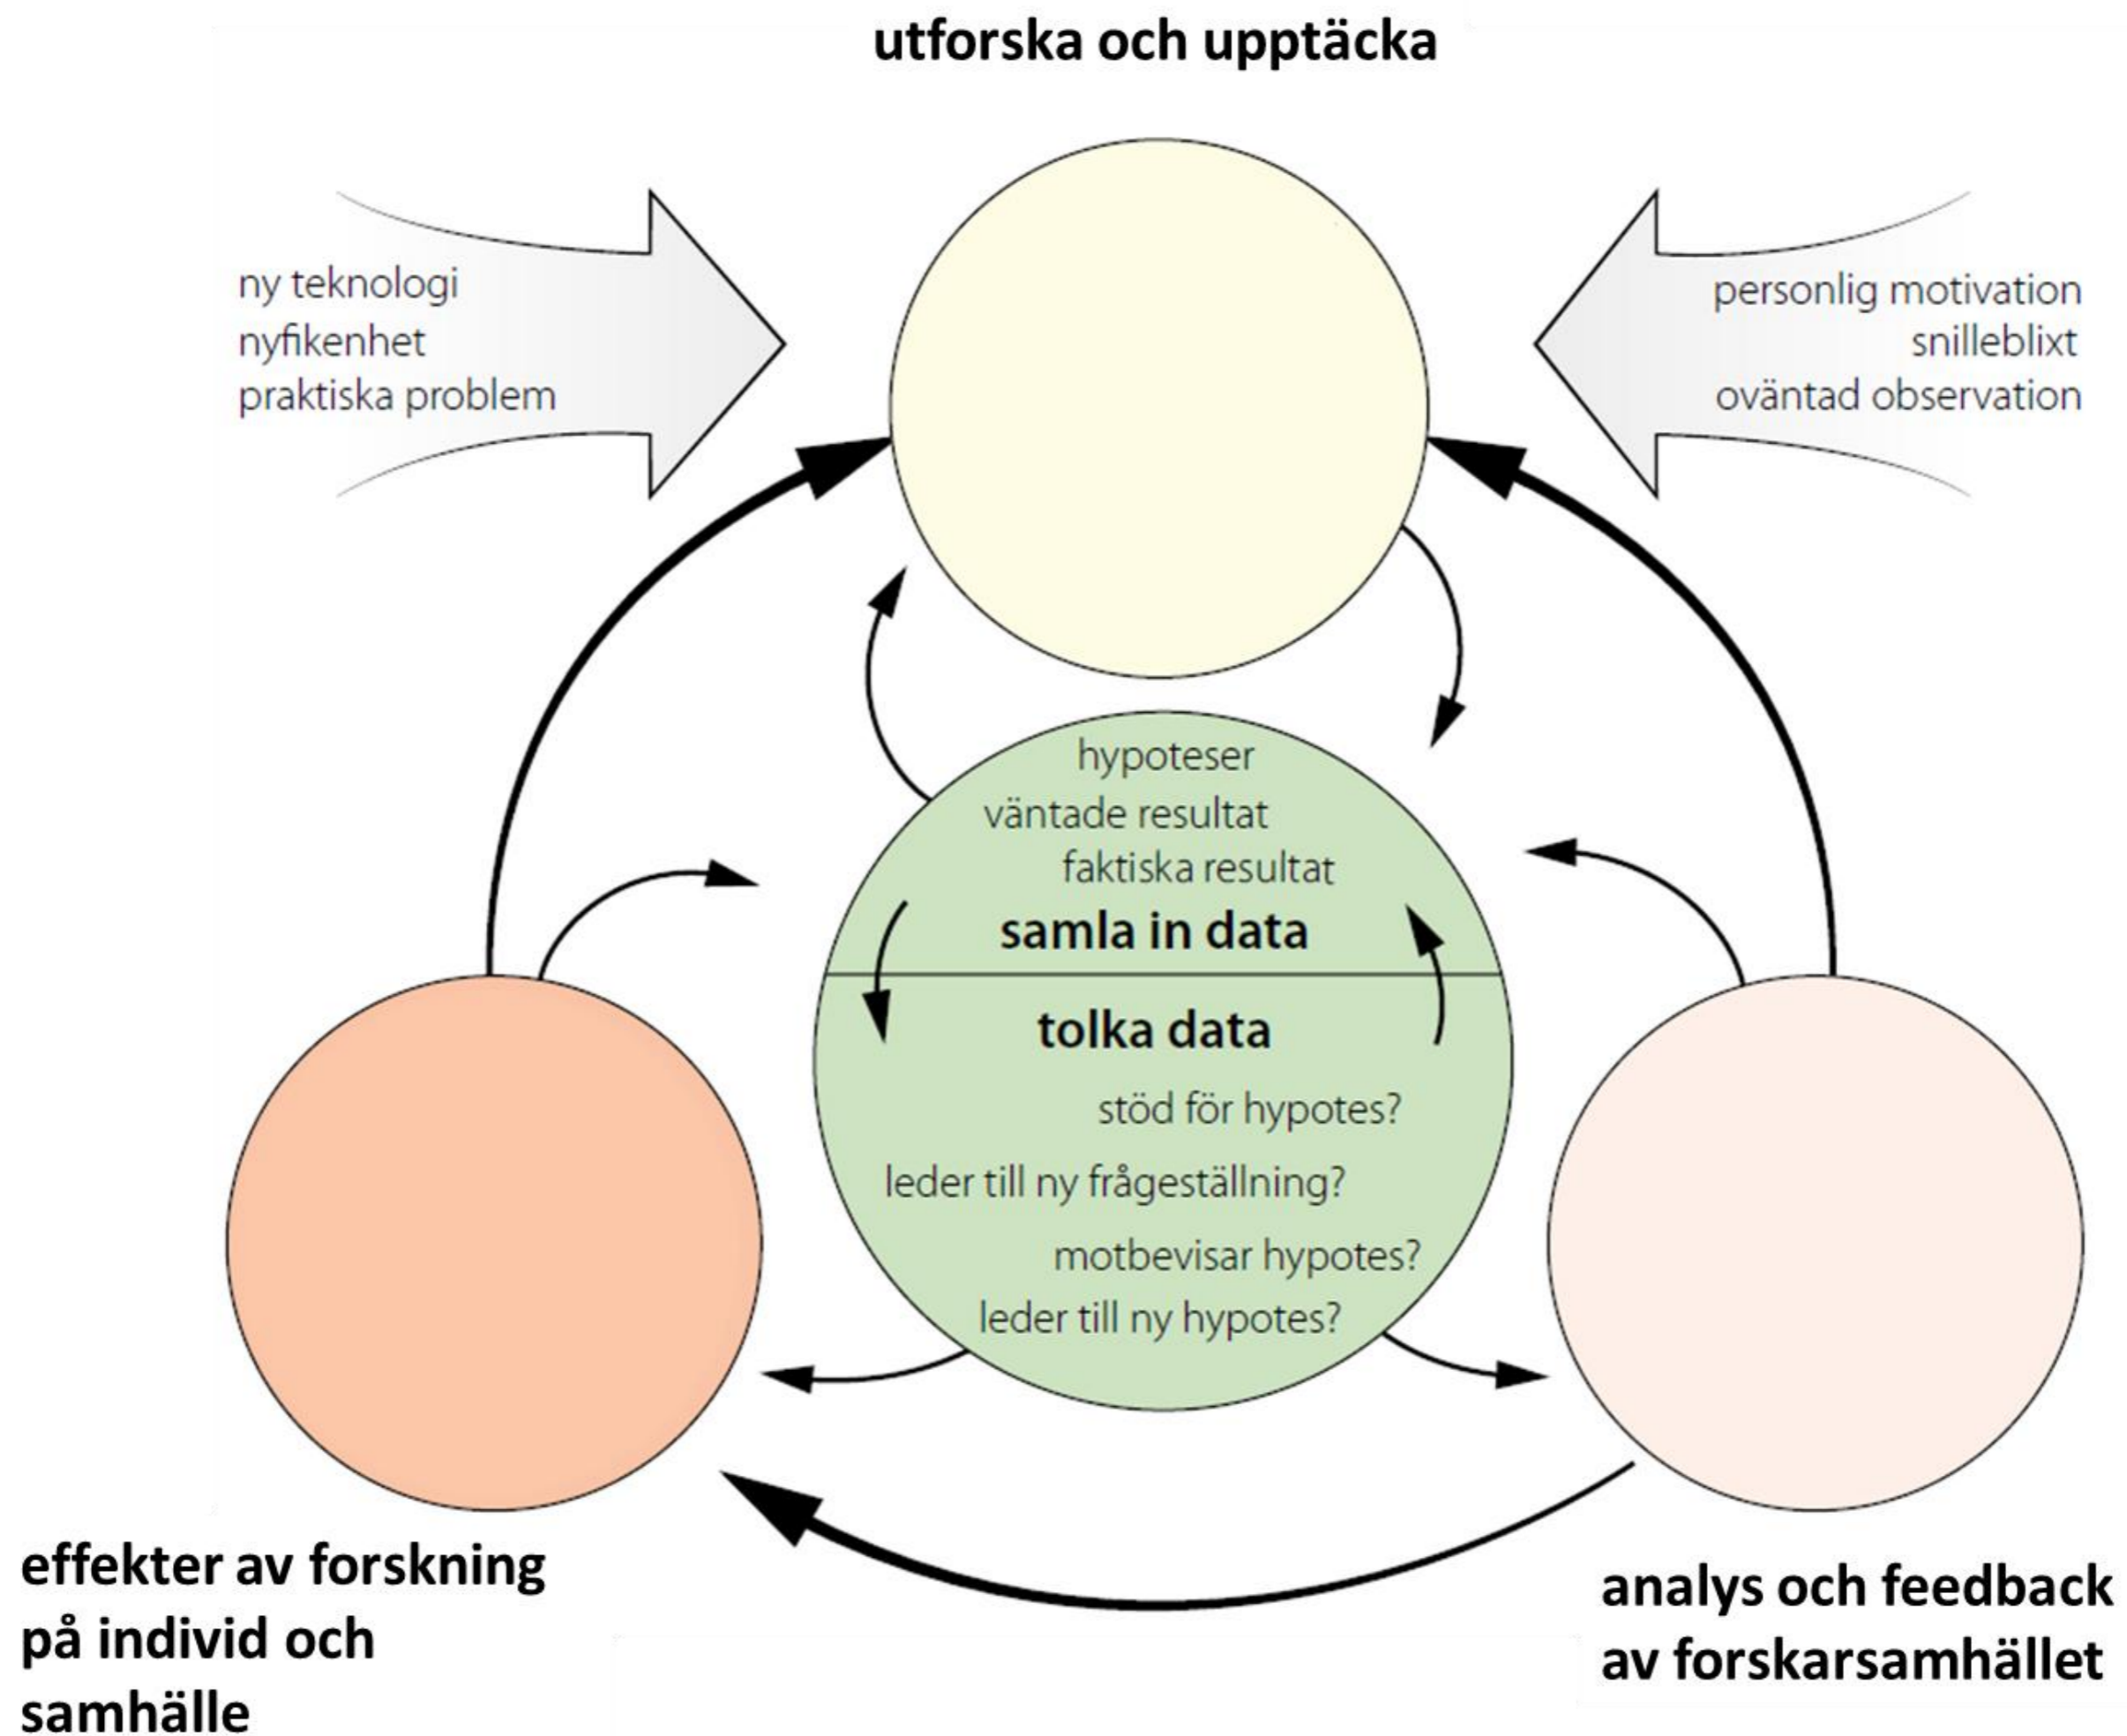 utforska och upptäcka
ny teknologi
nyfikenhet
praktiska problem
personlig motivation
snilleblixt
oväntad observation
hypoteser
väntade resultat
faktiska resultat
samla in data
tolka data
stöd för hypotes?
leder till ny frågeställning?
motbevisar hypotes?
leder till ny hypotes?
effekter av forskning
på individ och
samhälle
analys och feedback
av forskarsamhället